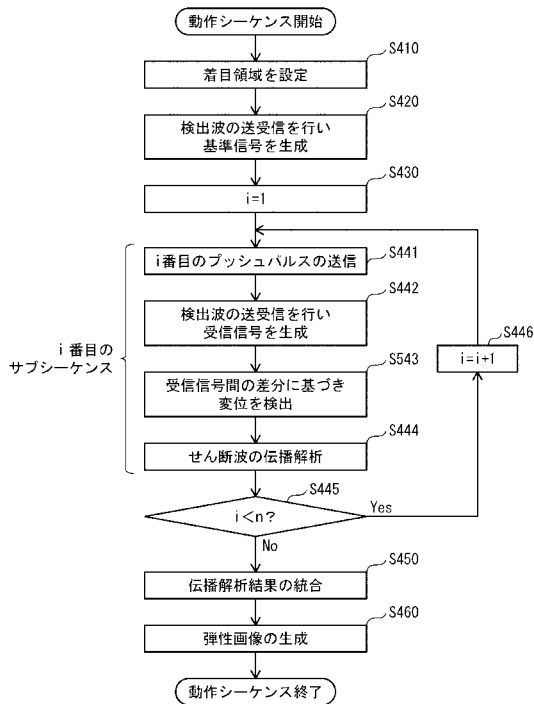 動作シーケンス開始
S410
着目領域を設定
S420
検出波の送受信を行い
基準信号を生成
S430
i=1
i番目のプッシュパルスの送信
S441
S442
検出波の送受信を行い
受信信号を生成
S446
i=i+1
i番目の
サブシーケンス
S543
受信信号間の差分に基づき
変位を検出
S444
せん断波の伝播解析
S445
i<n?
Yes
No
S450
伝播解析結果の統合
S460
弾性画像の生成
動作シーケンス終了